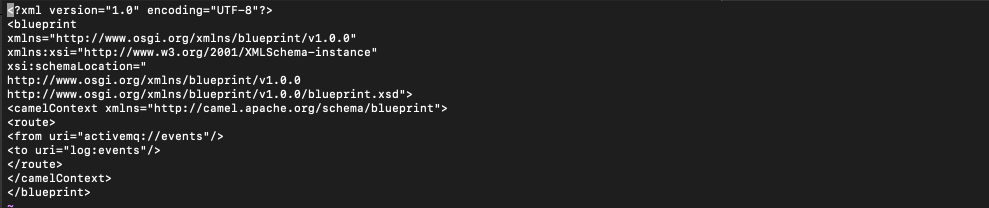 <?xml version="1.0" encoding="UTF-8"?>
<blueprint
xmlns="http://www.osgi.org/xmlns/blueprint/v1.0.0"
xmlns:xsi="http://www.w3.org/2001/XMLSchema-instance"
xsi:schemaLocation="
http://www.osgi.org/xmlns/blueprint/v1.0.0
http://www.osgi.org/xmlns/blueprint/v1.0.0/blueprint.xsd">
<camelContext xmlns="http://camel.apache.org/schema/blueprint">
<route>
<from uri="activemq://events"/>
<to uri="log:events"/>
</route>
</camelContext>
</blueprint>
~